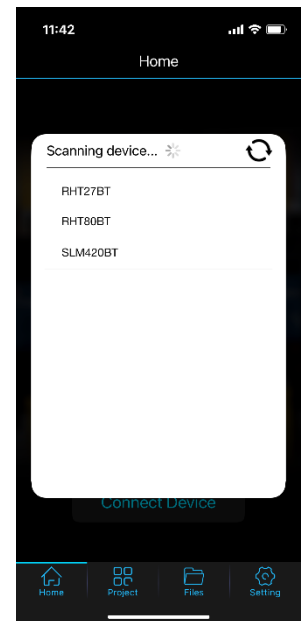 11:42
Home
Scanning device...
RHT27BT
RHT80BT
SLM420BT
Connect Device
Home Project Files Setting